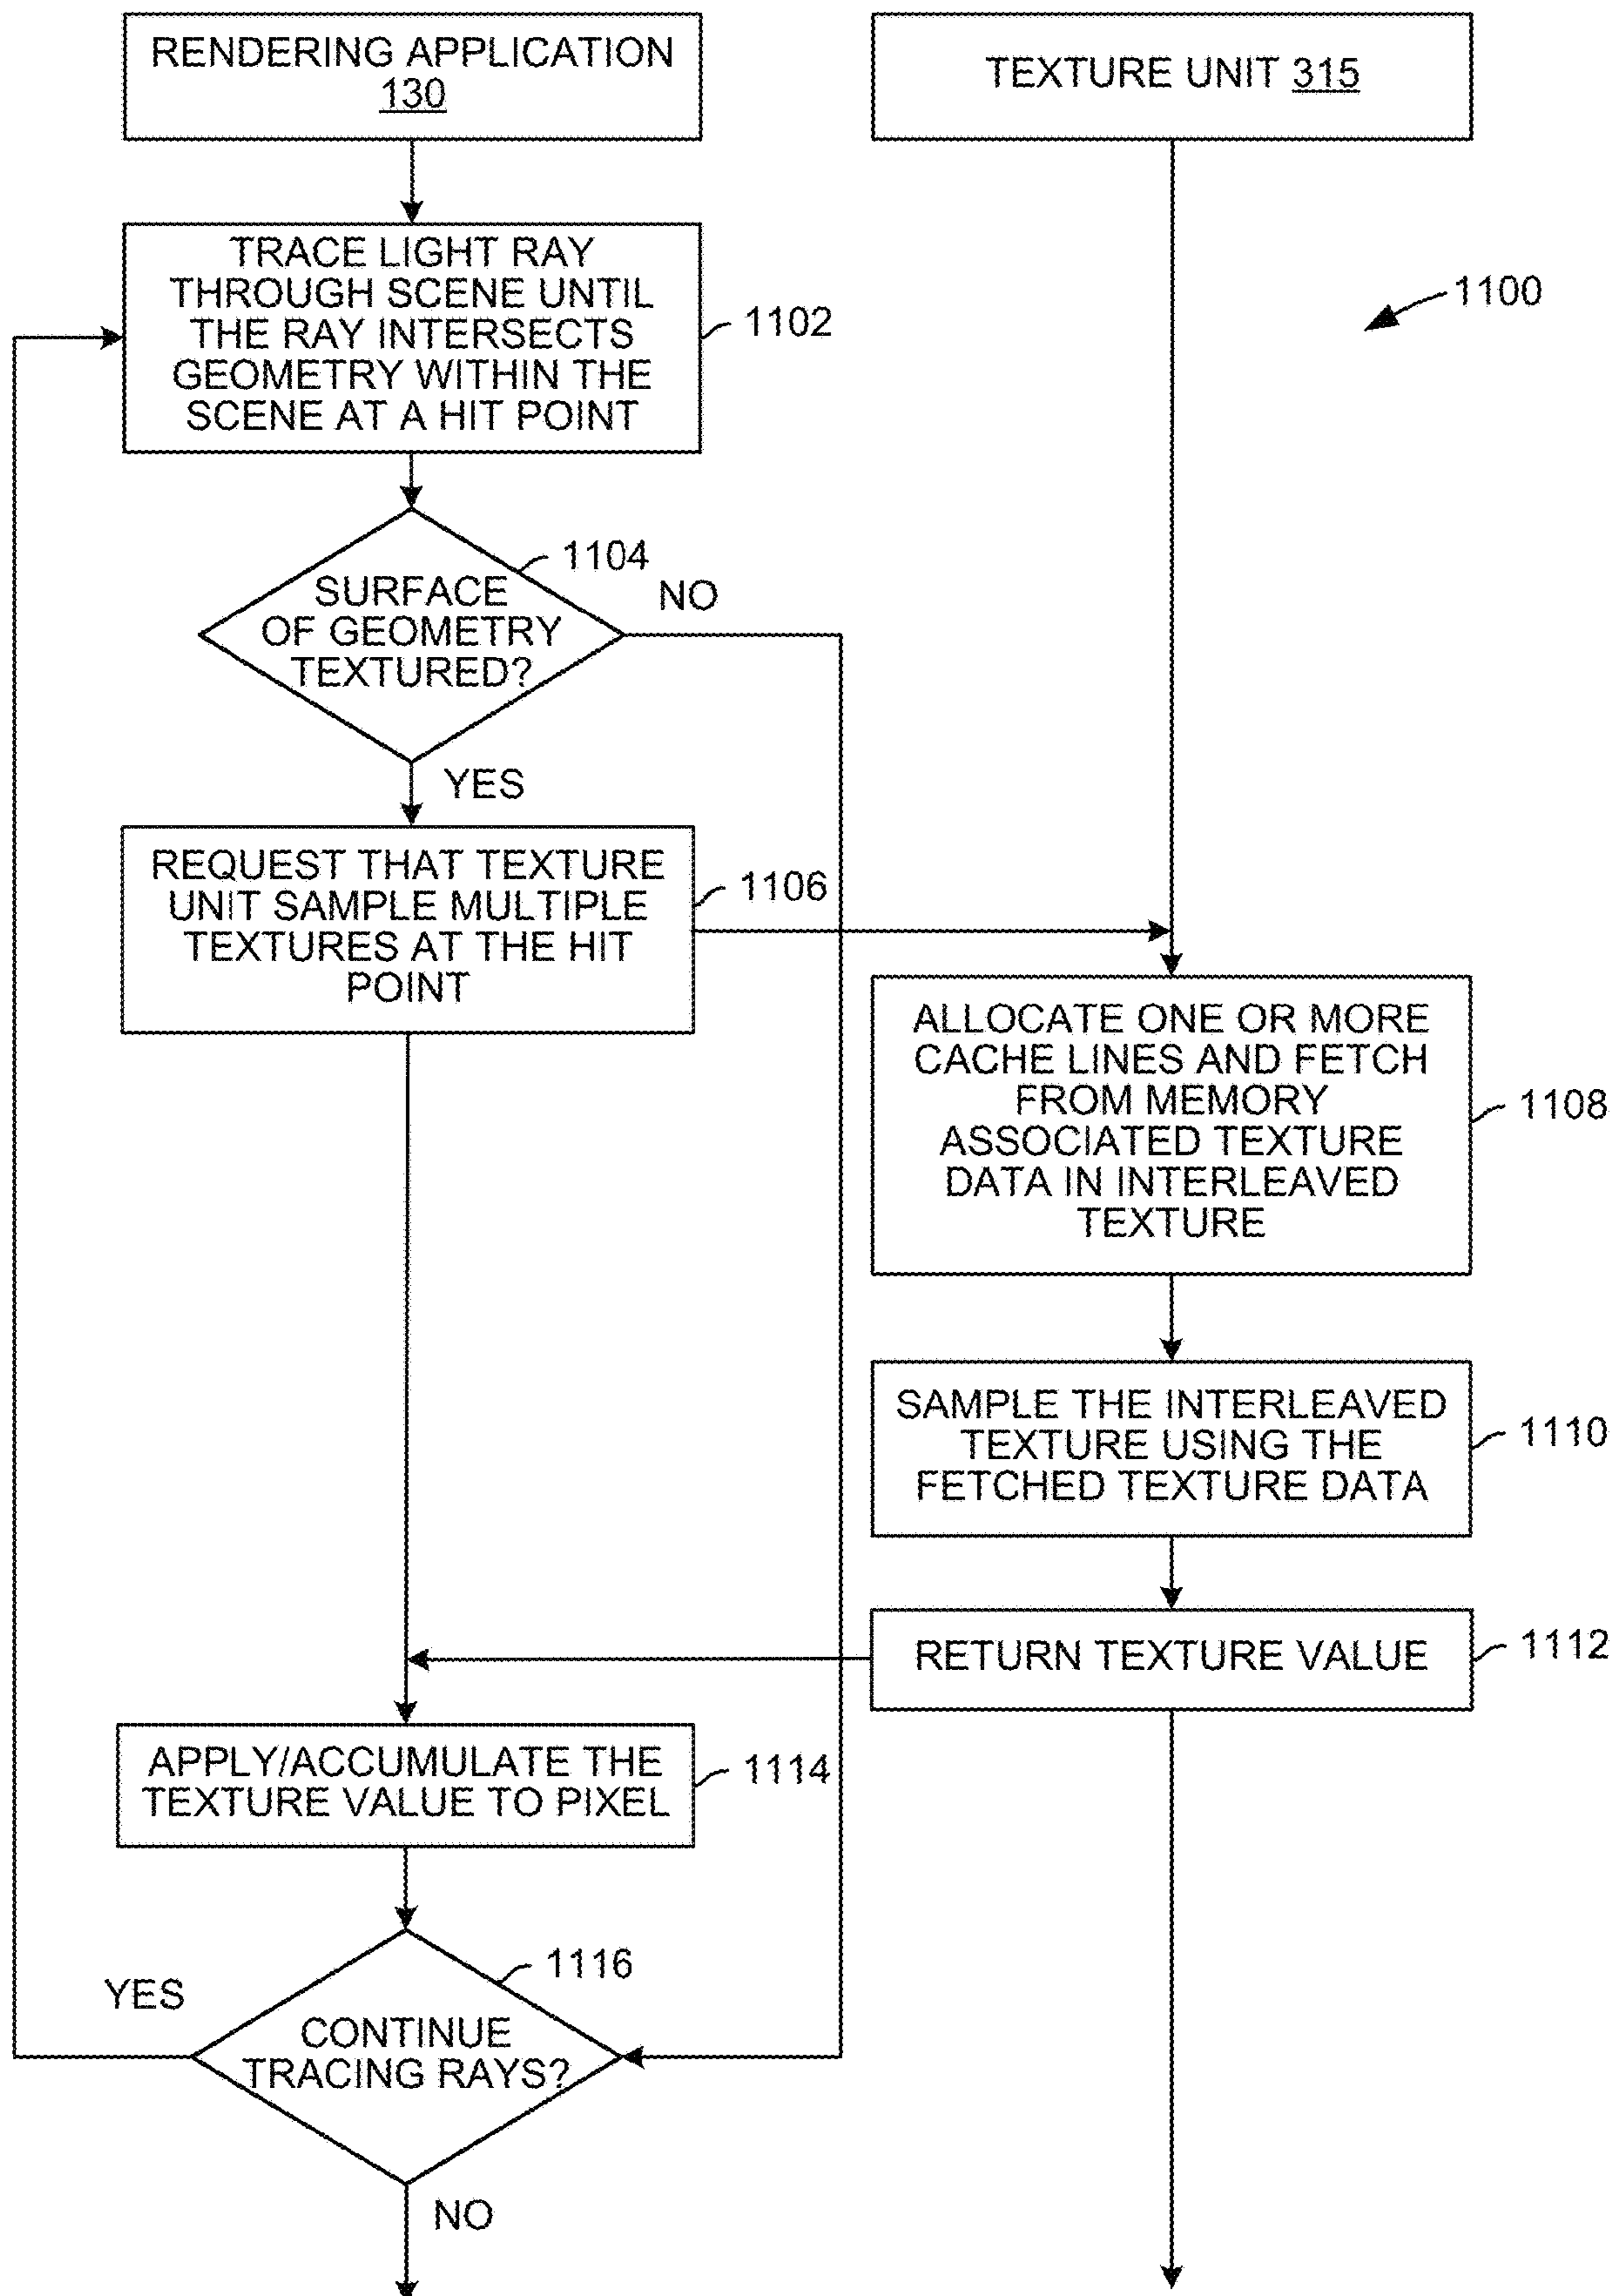 RENDERING APPLICATION
130
TEXTURE UNIT 315
1100
TRACE LIGHT RAY
THROUGH SCENE UNTIL
THE RAY INTERSECTS
GEOMETRY WITHIN THE
SCENE AT A HIT POINT
1102
1104
SURFACE
OF GEOMETRY
TEXTURED?
NO
YES
REQUEST THAT TEXTURE
UNIT SAMPLE MULTIPLE
TEXTURES AT THE HIT
POINT
1106
ALLOCATE ONE OR MORE
CACHE LINES AND FETCH
FROM MEMORY
ASSOCIATED TEXTURE
DATA IN INTERLEAVED
TEXTURE
1108
SAMPLE THE INTERLEAVED
TEXTURE USING THE
FETCHED TEXTURE DATA
1110
RETURN TEXTURE VALUE
1112
APPLY/ACCUMULATE THE
TEXTURE VALUE TO PIXEL
1114
1116
YES
CONTINUE
TRACING RAYS?
NO